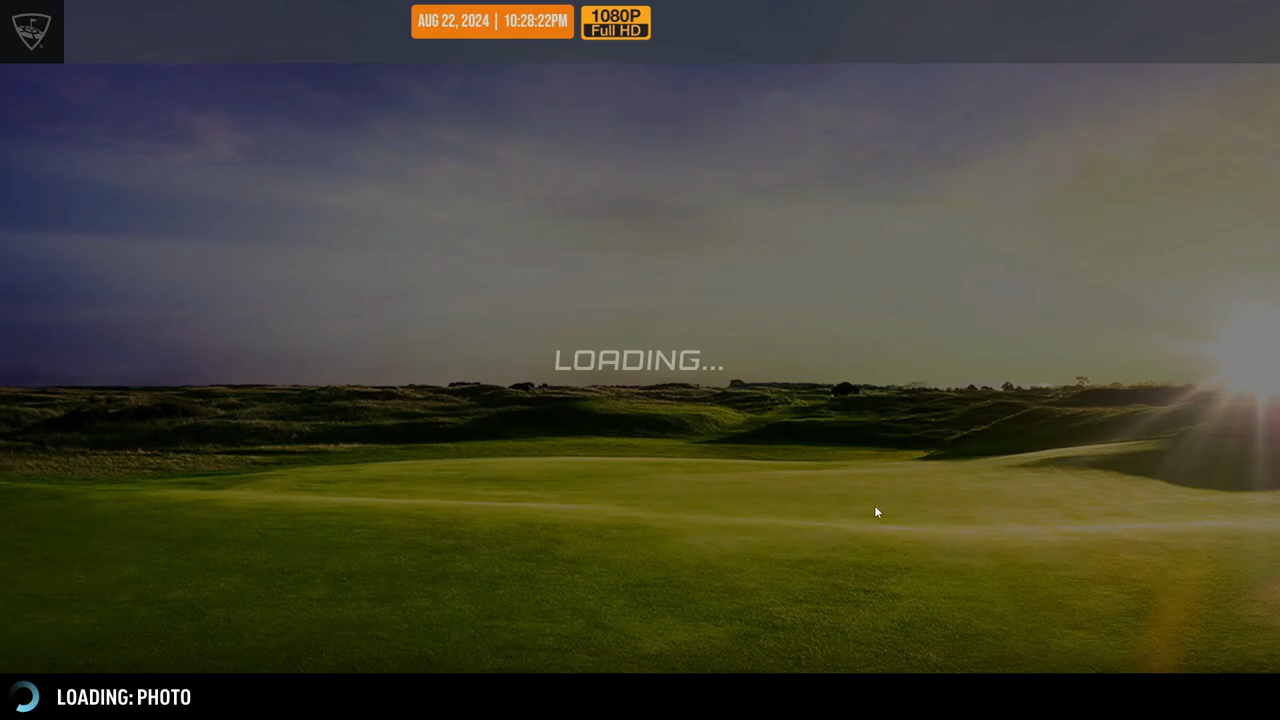 AUG 22, 2024 | 10:28:22PM
1080P
Full HD
LOADING...
LOADING: PHOTO